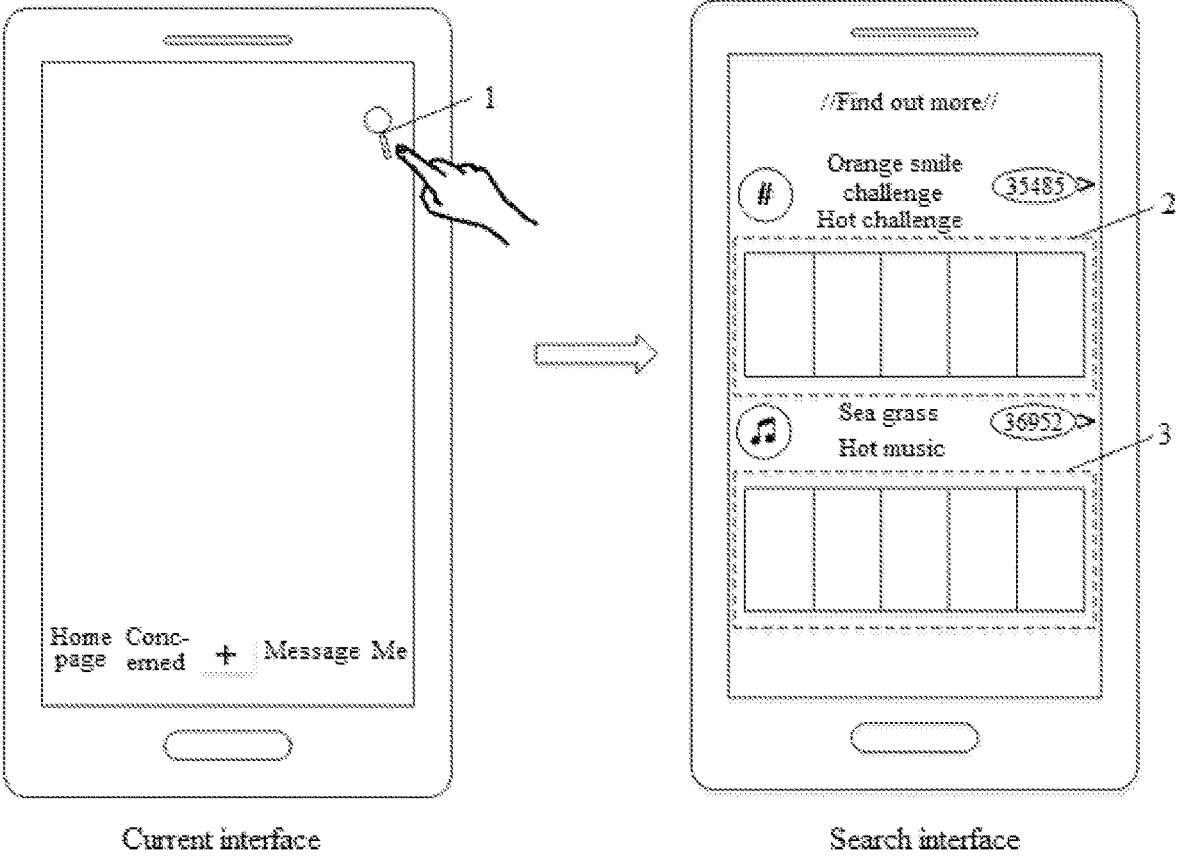 1
Home page
Conc-
erned
+
Message
Me
Current interface
//Find out more//
#
Orange smile
challenge
Hot challenge
35485 >
2
Sea grass
Hot music
36952 >
3
Search interface